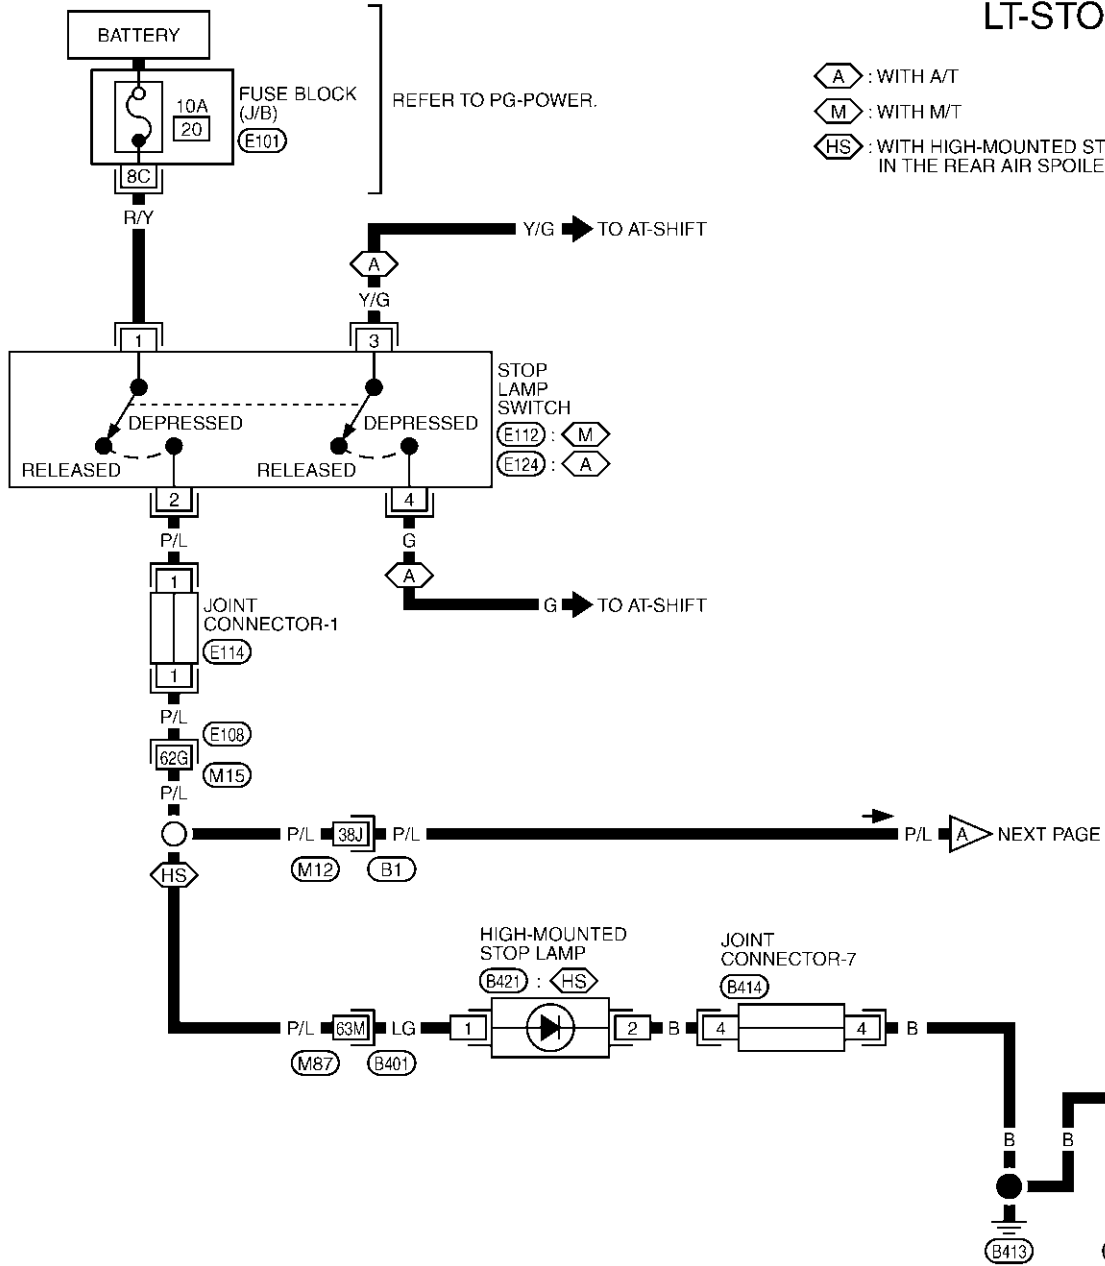 LT-STO
BATTERY
10A
20
FUSE BLOCK
(J/B)
E101
REFER TO PG-POWER.
A : WITH A/T
M : WITH M/T
HS : WITH HIGH-MOUNTED ST
IN THE REAR AIR SPOILE
8C
R/Y
Y/G TO AT-SHIFT
A
Y/G
1
3
STOP
LAMP
SWITCH
DEPRESSED
DEPRESSED
E112 : M
RELEASED
RELEASED
E124 : A
2
4
P/L
G
1
A
JOINT
CONNECTOR-1
G TO AT-SHIFT
E114
1
P/L
E108
62G
M15
P/L
P/L 38J P/L
P/L A NEXT PAGE
M12 B1
HS
HIGH-MOUNTED
STOP LAMP
B421 : HS
JOINT
CONNECTOR-7
B414
P/L 63M LG 1 2 B 4 4 B
M87 B401
B B
B413